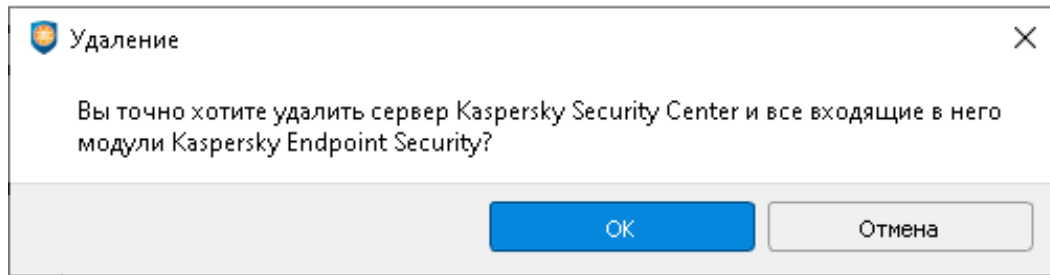 Удаление
Вы точно хотите удалить сервер Kaspersky Security Center и все входящие в него
модули Kaspersky Endpoint Security?
OK
Отмена